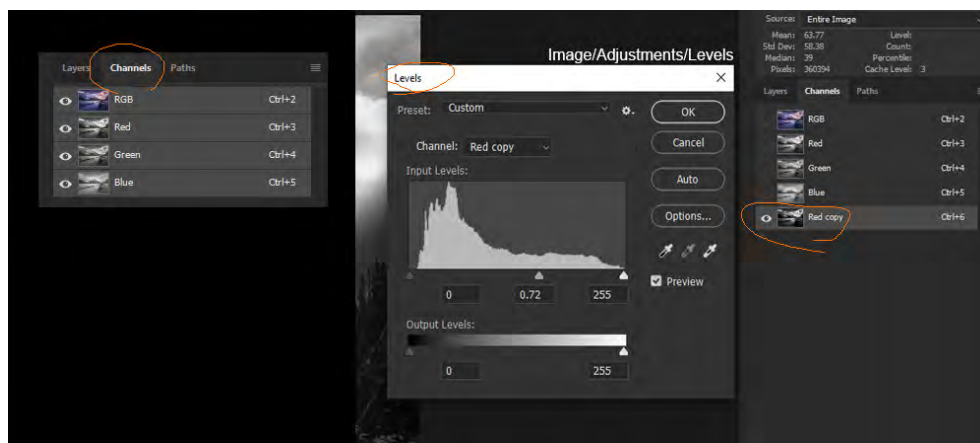 Layers Channels Paths
RGB Ctrl+2
Red Ctrl+3
Green Ctrl+4
Blue Ctrl+5
Image/Adjustments/Levels
Levels
Preset: Custom
OK
Channel: Red copy
Cancel
Input Levels:
Auto
Options...
Preview
0 0.72 255
Output Levels:
0 255
Source: Entire Image
Mean: 63.77 Level:
Std Dev: 58.38 Count:
Median: 39 Percentile:
Pixels: 360394 Cache Level: 3
Layers Channels Paths
RGB Ctrl+2
Red Ctrl+3
Green Ctrl+4
Blue Ctrl+5
Red copy Ctrl+6